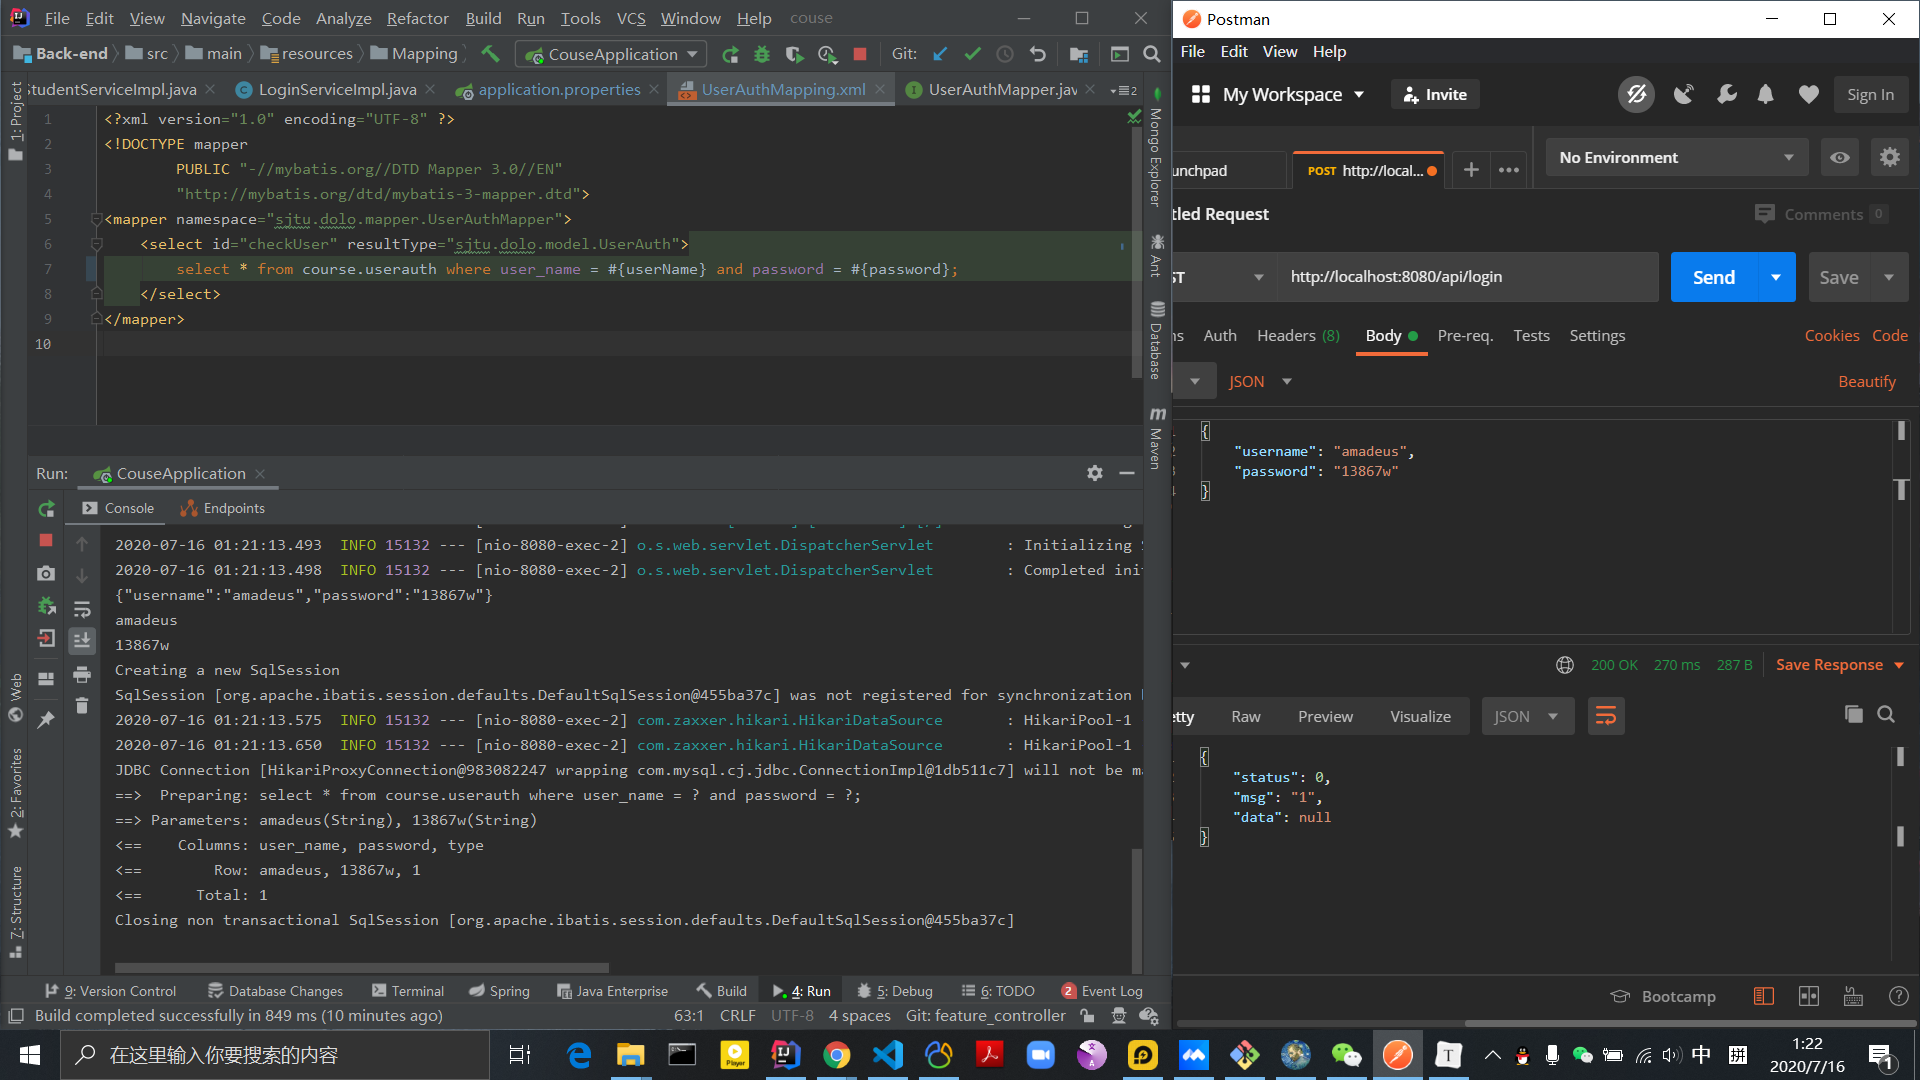 File Edit View Navigate Code Analyze Refactor Build Run Tools VCS Window Help couse
Back-end src main resources Mapping CouseApplication Git:
StudentServiceImpl.java LoginServiceImpl.java application.properties UserAuthMapping.xml UserAuthMapper.jav
1: Project
Mongo Explorer
Ant
Database
Maven
1 <?xml version="1.0" encoding="UTF-8" ?>
2 <!DOCTYPE mapper
3 PUBLIC "-//mybatis.org//DTD Mapper 3.0//EN"
4 "http://mybatis.org/dtd/mybatis-3-mapper.dtd">
5 <mapper namespace="sjtu.dolo.mapper.UserAuthMapper">
6 <select id="checkUser" resultType="sjtu.dolo.model.UserAuth">
7 select * from course.userauth where user_name = #{userName} and password = #{password};
8 </select>
9 </mapper>
10
Run: CouseApplication
Console Endpoints
2020-07-16 01:21:13.493 INFO 15132 --- [nio-8080-exec-2] o.s.web.servlet.DispatcherServlet : Initializing S
2020-07-16 01:21:13.498 INFO 15132 --- [nio-8080-exec-2] o.s.web.servlet.DispatcherServlet : Completed init
{"username":"amadeus","password":"13867w"}
amadeus
13867w
Creating a new SqlSession
SqlSession [org.apache.ibatis.session.defaults.DefaultSqlSession@455ba37c] was not registered for synchronization b
2020-07-16 01:21:13.575 INFO 15132 --- [nio-8080-exec-2] com.zaxxer.hikari.HikariDataSource : HikariPool-1
2020-07-16 01:21:13.650 INFO 15132 --- [nio-8080-exec-2] com.zaxxer.hikari.HikariDataSource : HikariPool-1
JDBC Connection [HikariProxyConnection@983082247 wrapping com.mysql.cj.jdbc.ConnectionImpl@1db511c7] will not be ma
==> Preparing: select * from course.userauth where user_name = ? and password = ?;
==> Parameters: amadeus(String), 13867w(String)
<== Columns: user_name, password, type
<== Row: amadeus, 13867w, 1
<== Total: 1
Closing non transactional SqlSession [org.apache.ibatis.session.defaults.DefaultSqlSession@455ba37c]
Web
2: Favorites
Z: Structure
9: Version Control Database Changes Terminal Spring Java Enterprise Build 4: Run 5: Debug 6: TODO 2 Event Log
Build completed successfully in 849 ms (10 minutes ago) 63:1 CRLF UTF-8 4 spaces Git: feature_controller
Postman
File Edit View Help
My Workspace Invite Sign In
unchpad POST http://local... No Environment
tled Request Comments 0
ST http://localhost:8080/api/login Send Save
ns Auth Headers (8) Body Pre-req. Tests Settings Cookies Code
JSON Beautify
{
"username": "amadeus",
"password": "13867w"
}
200 OK 270 ms 287 B Save Response
etty Raw Preview Visualize JSON
{
"status": 0,
"msg": "1",
"data": null
}
Bootcamp
在这里输入你要搜索的内容
Player
T
中 拼 1:22
2020/7/16
1